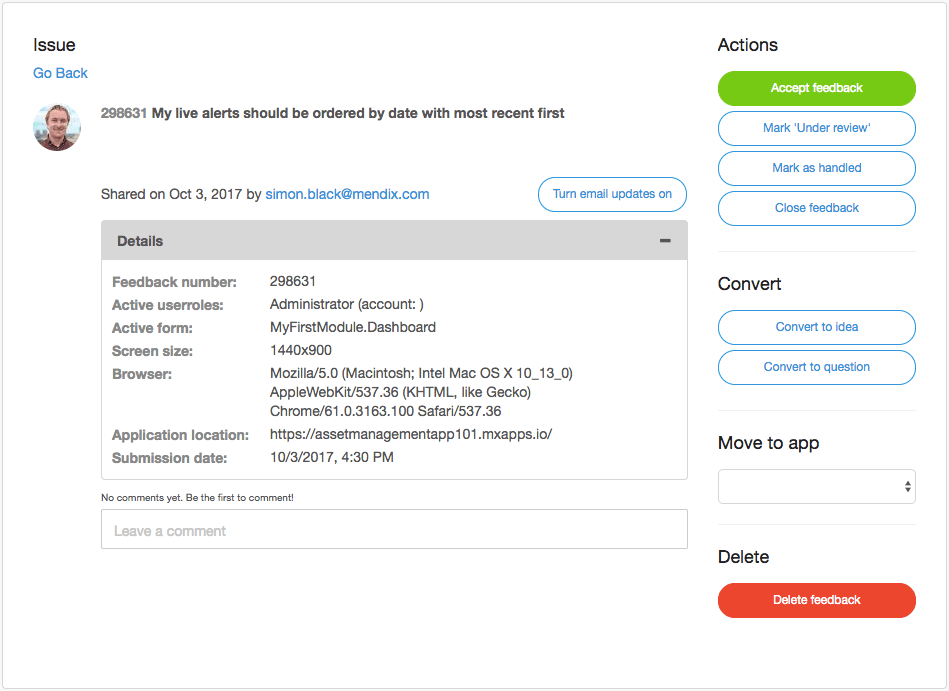 Issue
Go Back
298631 My live alerts should be ordered by date with most recent first
Shared on Oct 3, 2017 by simon.black@mendix.com
Turn email updates on
Details
Feedback number: 298631
Active userroles: Administrator (account: )
Active form: MyFirstModule.Dashboard
Screen size: 1440x900
Browser: Mozilla/5.0 (Macintosh; Intel Mac OS X 10_13_0)
AppleWebKit/537.36 (KHTML, like Gecko)
Chrome/61.0.3163.100 Safari/537.36
Application location: https://assetmanagementapp101.mxapps.io/
Submission date: 10/3/2017, 4:30 PM
No comments yet. Be the first to comment!
Leave a comment
Actions
Accept feedback
Mark 'Under review'
Mark as handled
Close feedback
Convert
Convert to idea
Convert to question
Move to app
Delete
Delete feedback